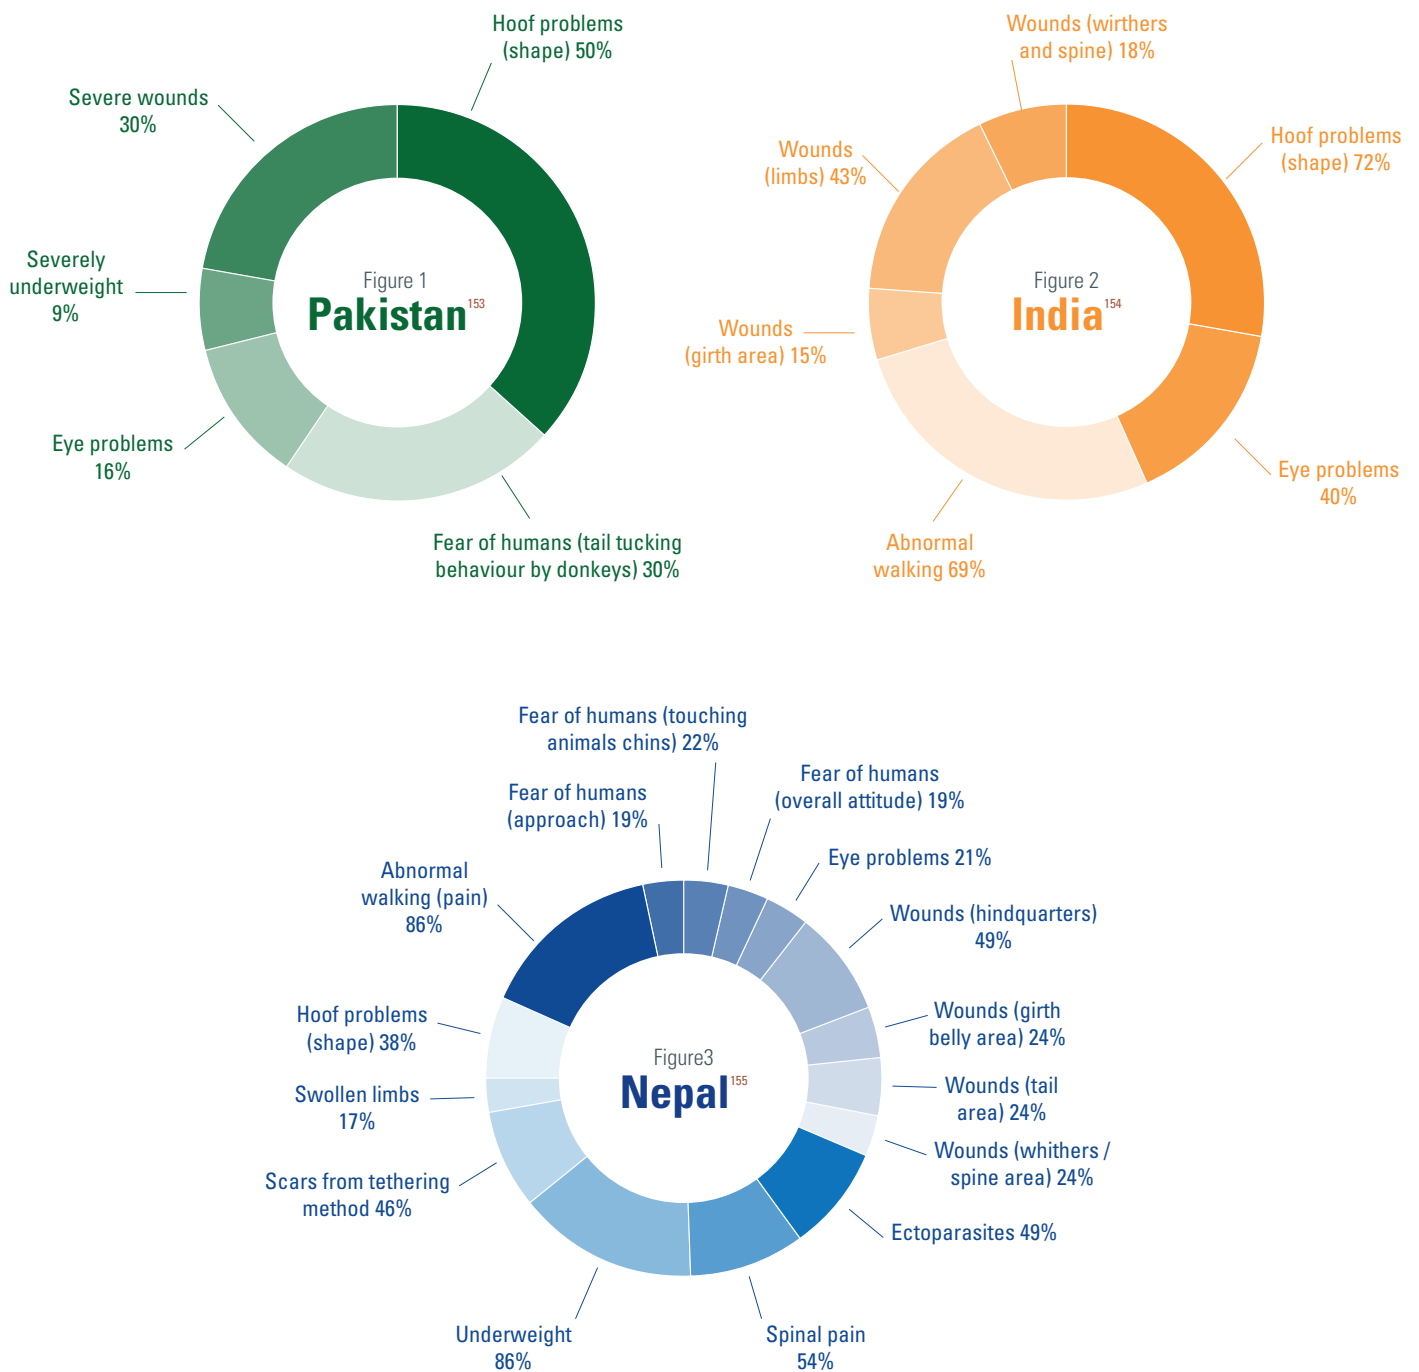 Hoof problems
(shape) 50%
Severe wounds
30%
Severely
underweight
9%
Eye problems
16%
Fear of humans (tail tucking
behaviour by donkeys) 30%
Figure 1
Pakistan153
Wounds (wirthers
and spine) 18%
Hoof problems
(shape) 72%
Wounds
(limbs) 43%
Wounds
(girth area) 15%
Eye problems
40%
Abnormal
walking 69%
Figure 2
India154
Fear of humans (touching
animals chins) 22%
Fear of humans
(overall attitude) 19%
Fear of humans
(approach) 19%
Eye problems 21%
Abnormal
walking (pain)
86%
Wounds (hindquarters)
49%
Hoof problems
(shape) 38%
Wounds (girth
belly area) 24%
Swollen limbs
17%
Wounds (tail
area) 24%
Scars from tethering
method 46%
Wounds (whithers /
spine area) 24%
Ectoparasites 49%
Underweight
86%
Spinal pain
54%
Figure3
Nepal155